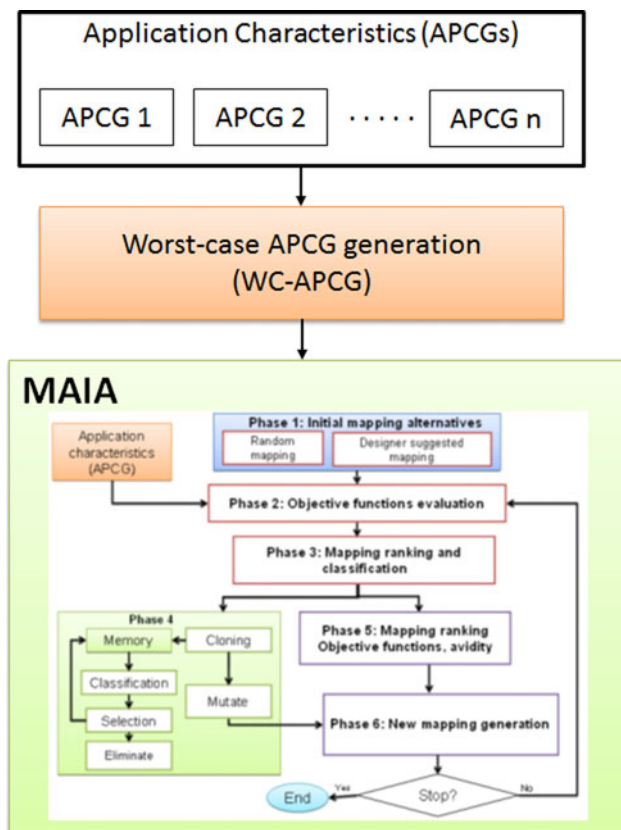 Application Characteristics (APCGs)
APCG 1
APCG 2
. . . . .
APCG n
Worst-case APCG generation
(WC-APCG)
MAIA
Application
characteristics
(APCG)
Phase 1: Initial mapping alternatives
Random
mapping
Designer suggested
mapping
Phase 2: Objective functions evaluation
Phase 3: Mapping ranking and
classification
Phase 4
Memory
Cloning
Classification
Mutate
Selection
Eliminate
Phase 5: Mapping ranking
Objective functions, avidity
Phase 6: New mapping generation
Stop?
Yes
No
End